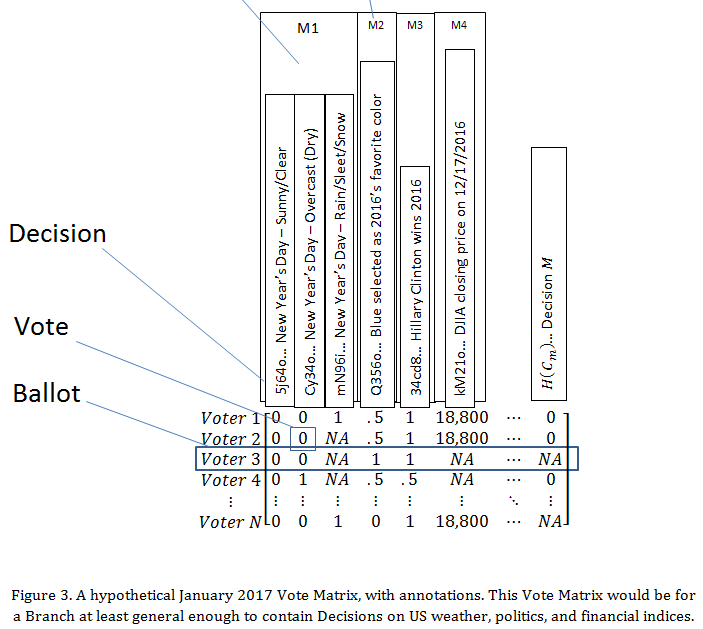 M1 M2 M3 M4
5j64o... New Year's Day – Sunny/Clear
Cy34o... New Year's Day – Overcast (Dry)
mN96i... New Year's Day – Rain/Sleet/Snow
Q356o... Blue selected as 2016's favorite color
34cd8... Hillary Clinton wins 2016
kM21o... DJIA closing price on 12/17/2016
H(C_m)... Decision M
Decision
Vote
Ballot
Voter 1 0 0 1 .5 1 18,800 ⋯ 0
Voter 2 0 0 NA .5 1 18,800 ⋯ 0
Voter 3 0 0 NA 1 1 NA ⋯ NA
Voter 4 0 1 NA .5 .5 NA ⋯ 0
⋮ ⋮ ⋮ ⋮ ⋮ ⋮ ⋮ ⋱ ⋮
Voter N 0 0 1 0 1 18,800 ⋯ NA
Figure 3. A hypothetical January 2017 Vote Matrix, with annotations. This Vote Matrix would be for
a Branch at least general enough to contain Decisions on US weather, politics, and financial indices.